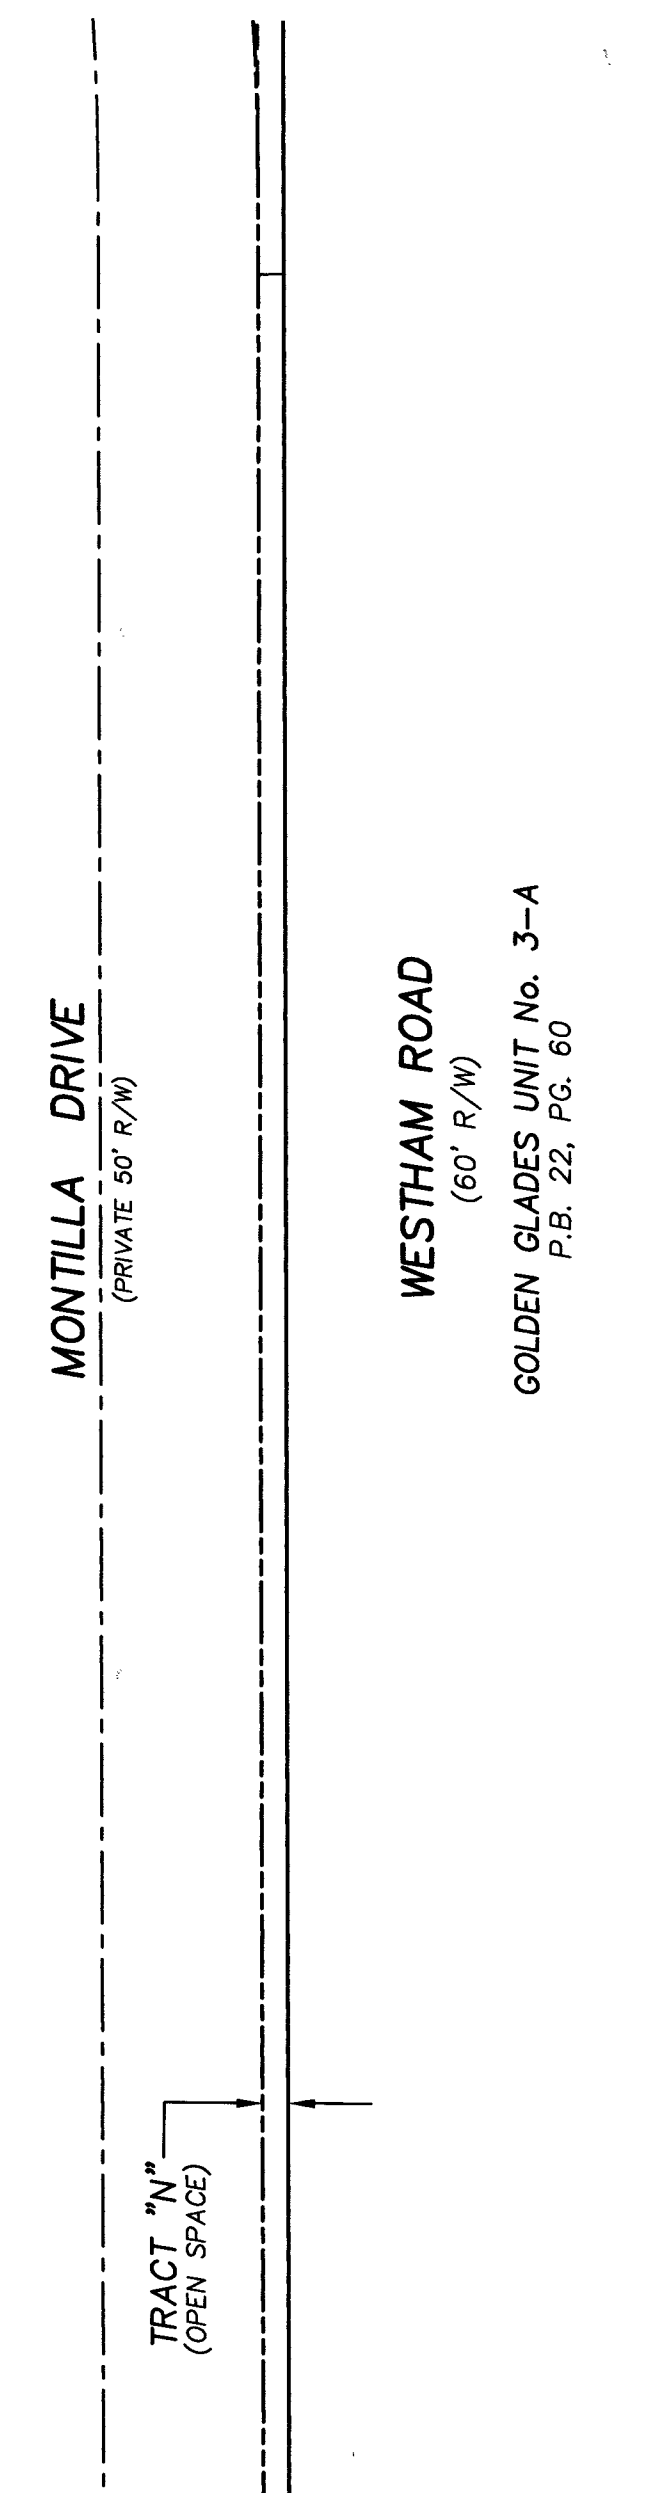 MONTILLA DRIVE
(PRIVATE 50' R/W)
TRACT "N"
(OPEN SPACE)
WESTHAM ROAD
(60' R/W)
GOLDEN GLADES UNIT No. 3-A
P.B. 22, PG. 60